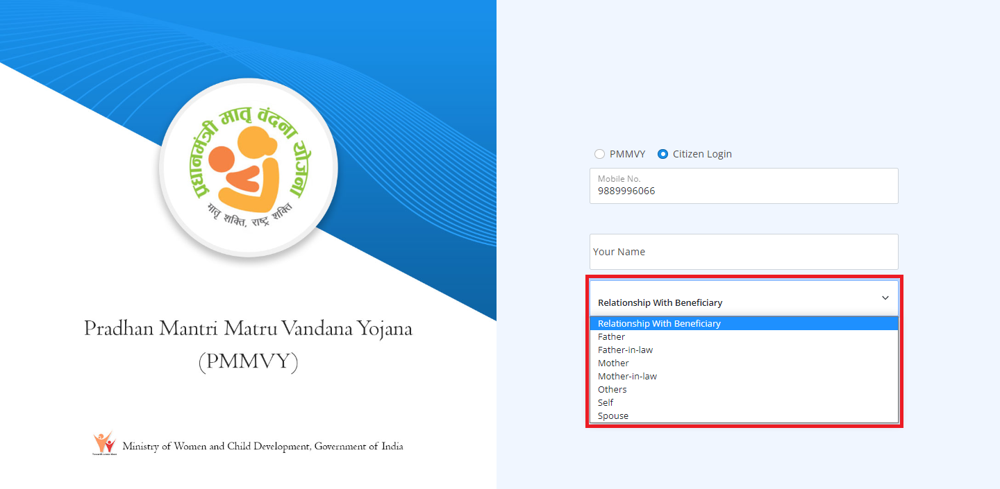 प्रधानमंत्री मातृ वंदना योजना
मातृ शक्ति, राष्ट्र शक्ति
Pradhan Mantri Matru Vandana Yojana
(PMMVY)
Ministry of Women and Child Development, Government of India
PMMVY
Citizen Login
Mobile No.
9889996066
Your Name
Relationship With Beneficiary
Relationship With Beneficiary
Father
Father-in-law
Mother
Mother-in-law
Others
Self
Spouse